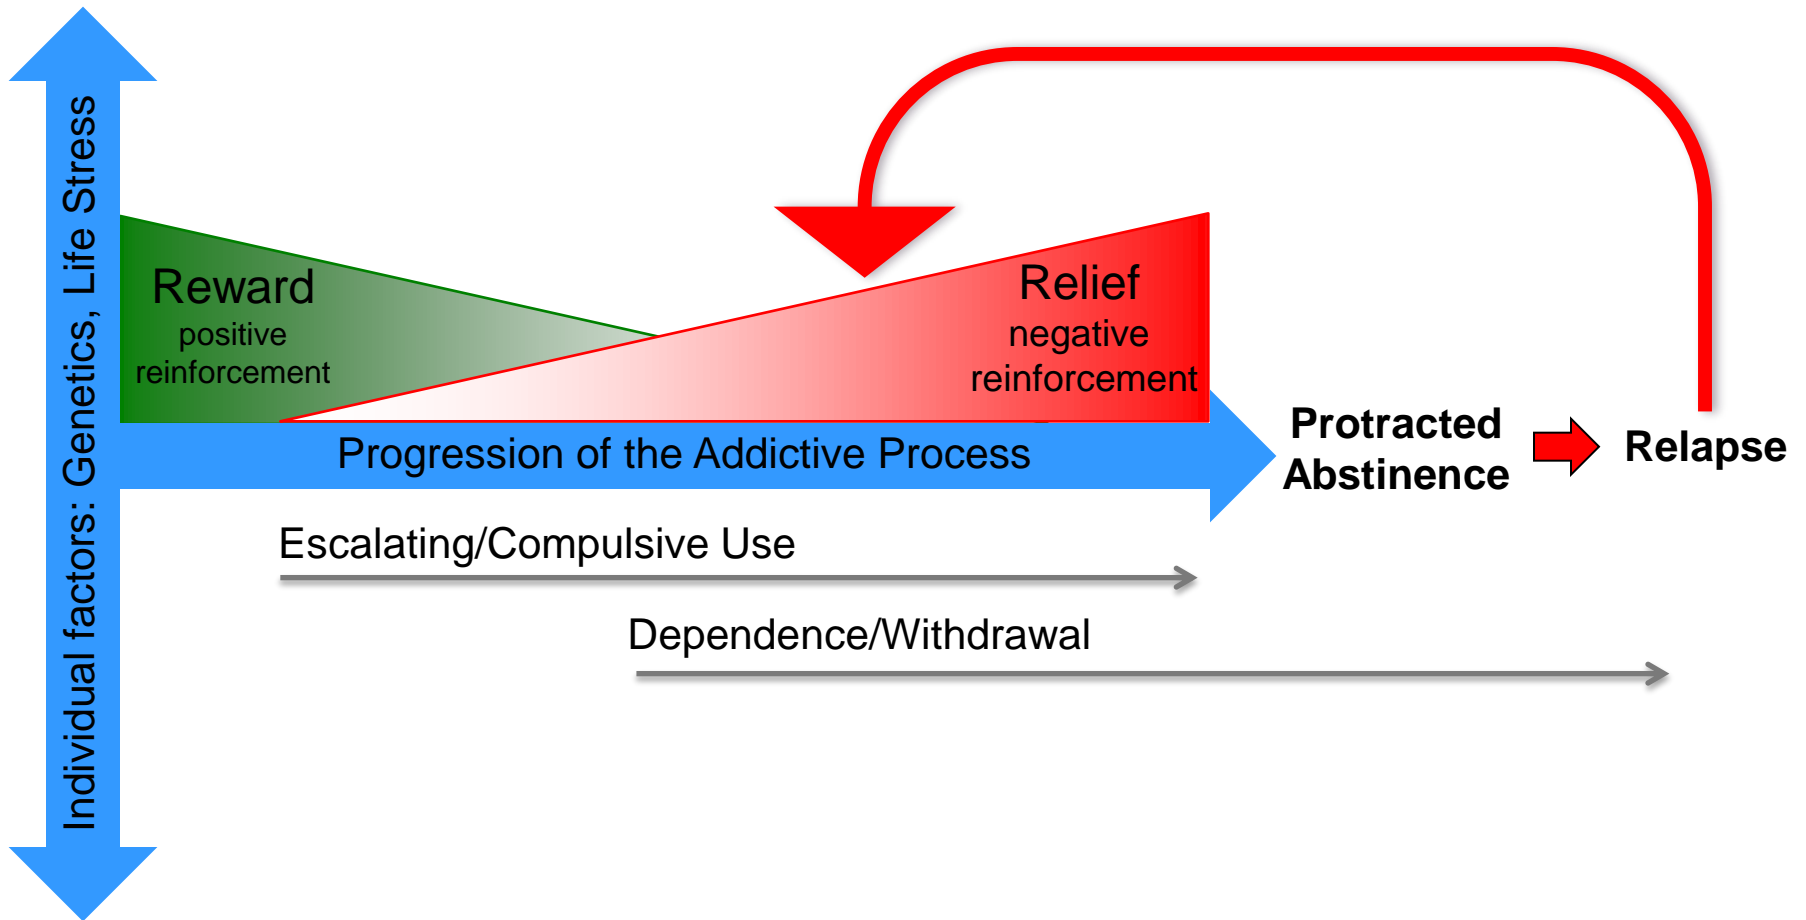 Individual factors: Genetics, Life Stress
Reward
positive
reinforcement
Relief
negative
reinforcement
Progression of the Addictive Process
Protracted
Abstinence
Relapse
Escalating/Compulsive Use
Dependence/Withdrawal